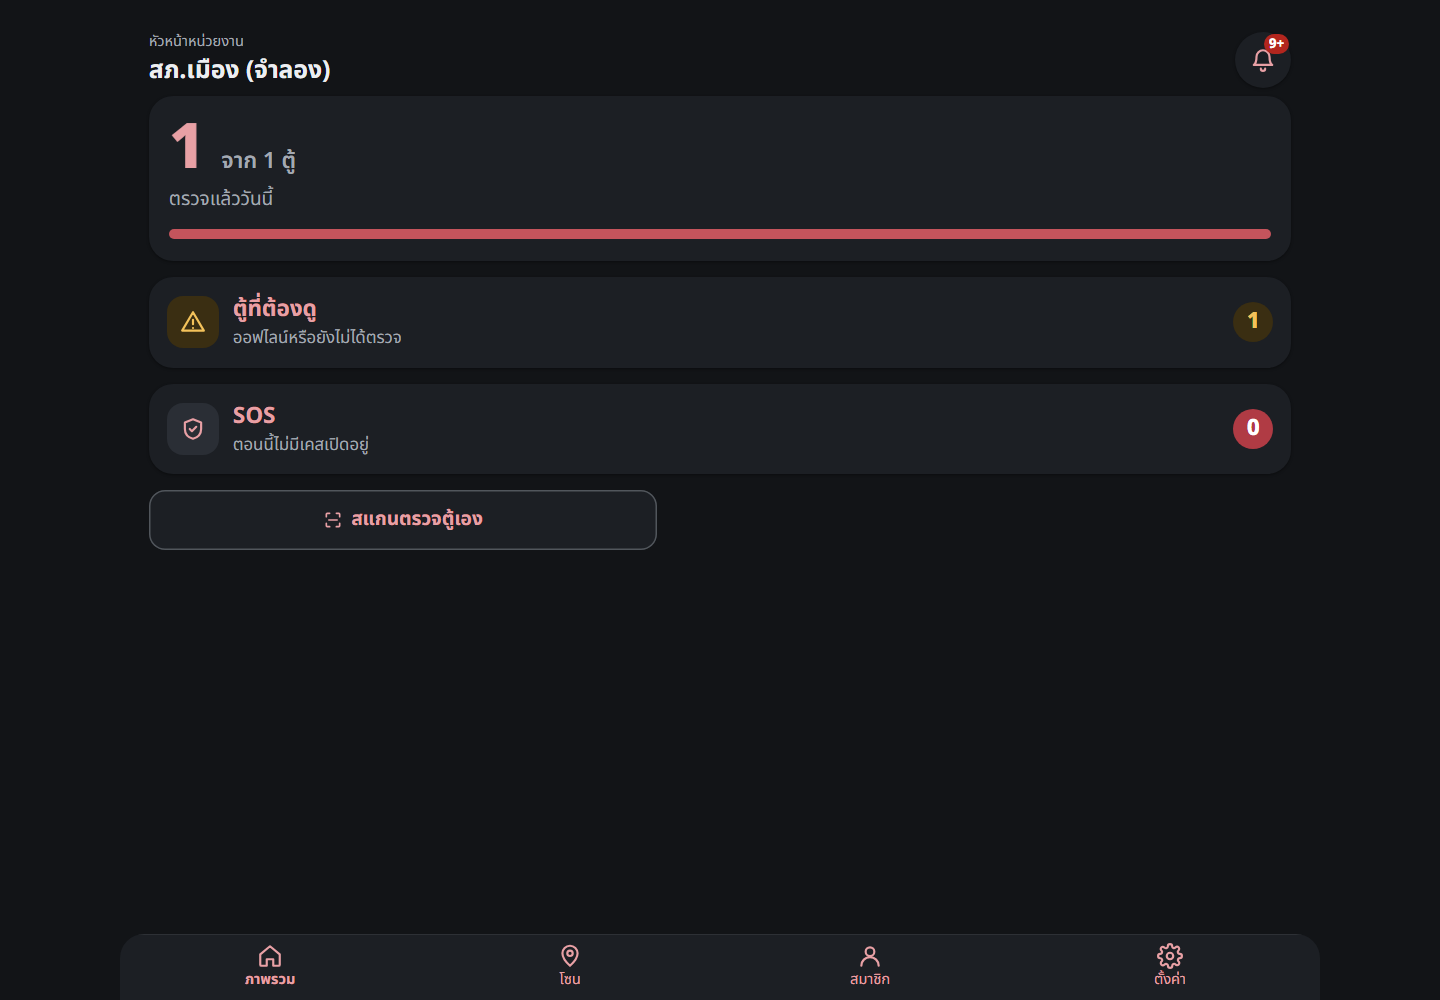 หัวหน้าหน่วยงาน
สภ.เมือง (จำลอง)
9+
1 จาก 1 ตู้
ตรวจแล้ววันนี้
ตู้ที่ต้องดู
ออฟไลน์หรือยังไม่ได้ตรวจ
1
SOS
ตอนนี้ไม่มีเคสเปิดอยู่
0
สแกนตรวจตู้เอง
ภาพรวม
โซน
สมาชิก
ตั้งค่า